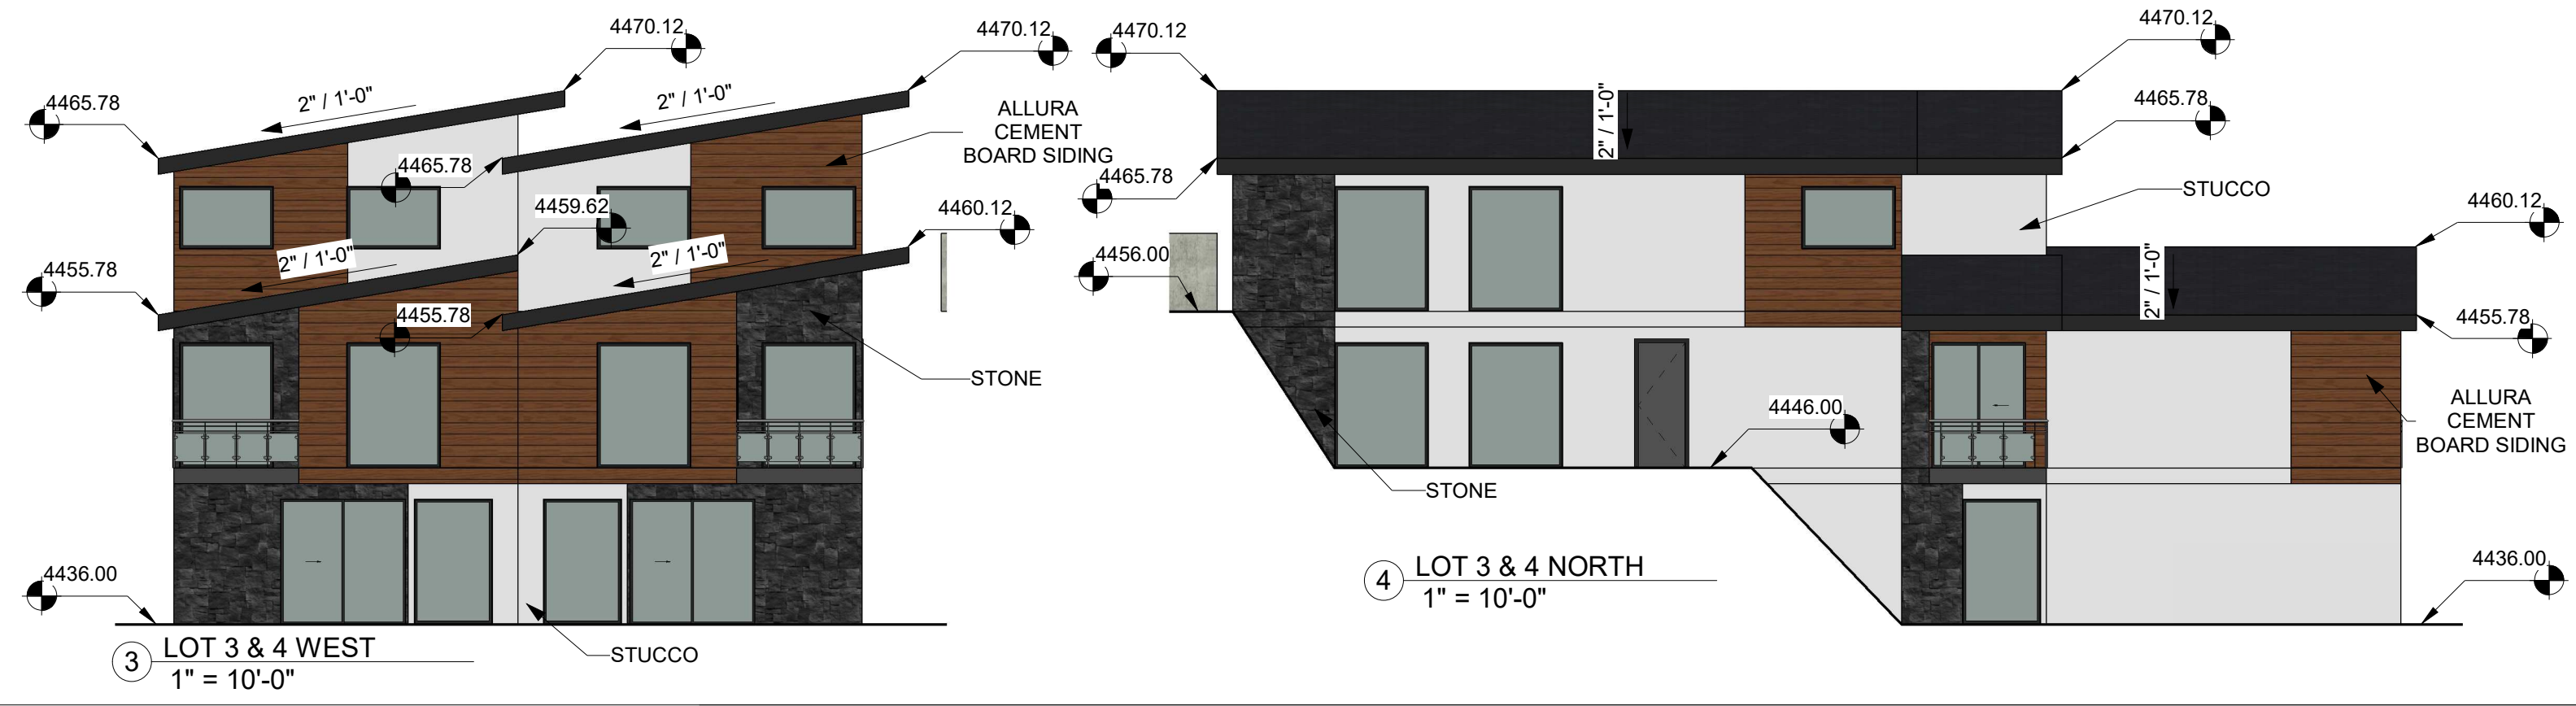 4470.12
4470.12
4465.78
2" / 1'-0"
2" / 1'-0"
ALLURA
CEMENT
BOARD SIDING
4465.78
4459.62
4460.12
2" / 1'-0"
2" / 1'-0"
4455.78
4455.78
STONE
4436.00
STUCCO
3
LOT 3 & 4 WEST
1" = 10'-0"
4470.12
4470.12
2" / 1'-0"
4465.78
4465.78
STUCCO
4460.12
4456.00
2" / 1'-0"
4455.78
4446.00
ALLURA
CEMENT
BOARD SIDING
STONE
4436.00
4
LOT 3 & 4 NORTH
1" = 10'-0"